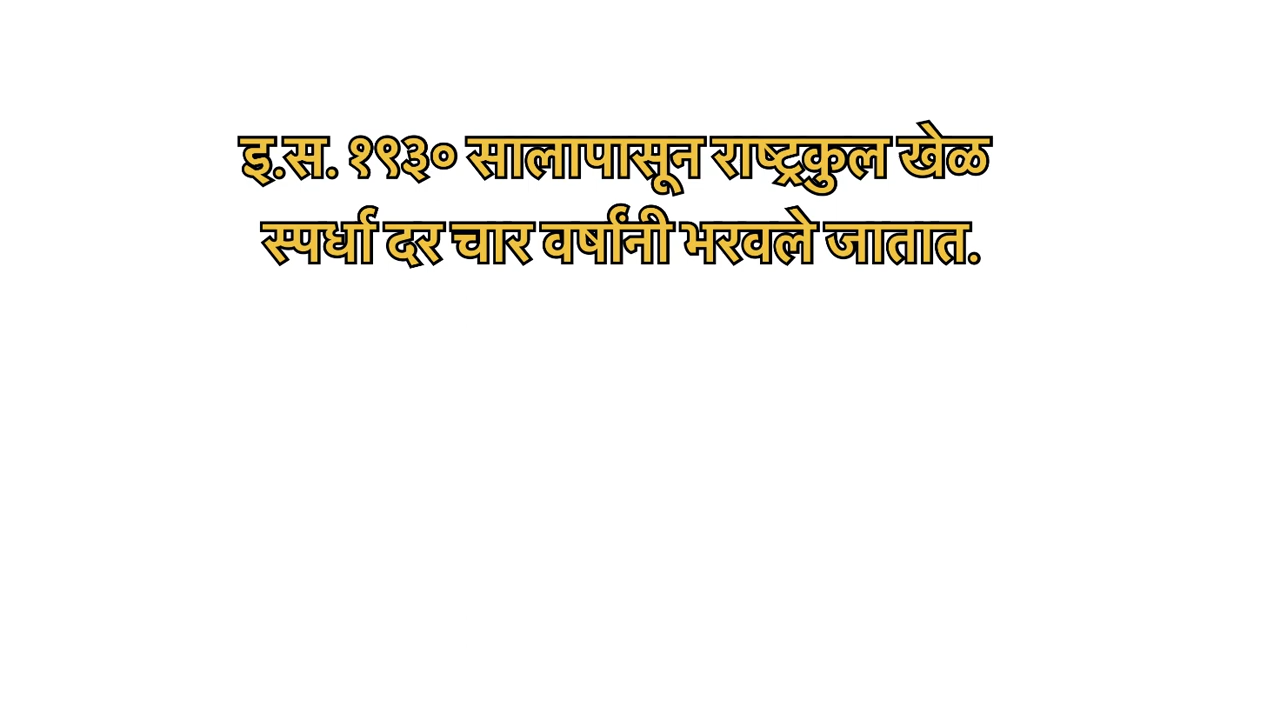 इ.स. १९३० सालापासून राष्ट्रकुल खेळ
स्पर्धा दर चार वर्षांनी भरवले जातात.